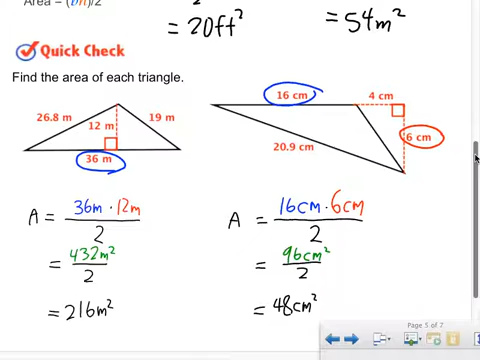 Area = (bh)/2
= 20ft²
= 54m²
Quick Check
Find the area of each triangle.
26.8 m
12 m
19 m
36 m
16 cm
4 cm
6 cm
20.9 cm
A = 36m · 12m
2
= 432m²
2
= 216m²
A = 16cm · 6cm
2
= 96cm²
2
= 48cm²
Page 5 of 7